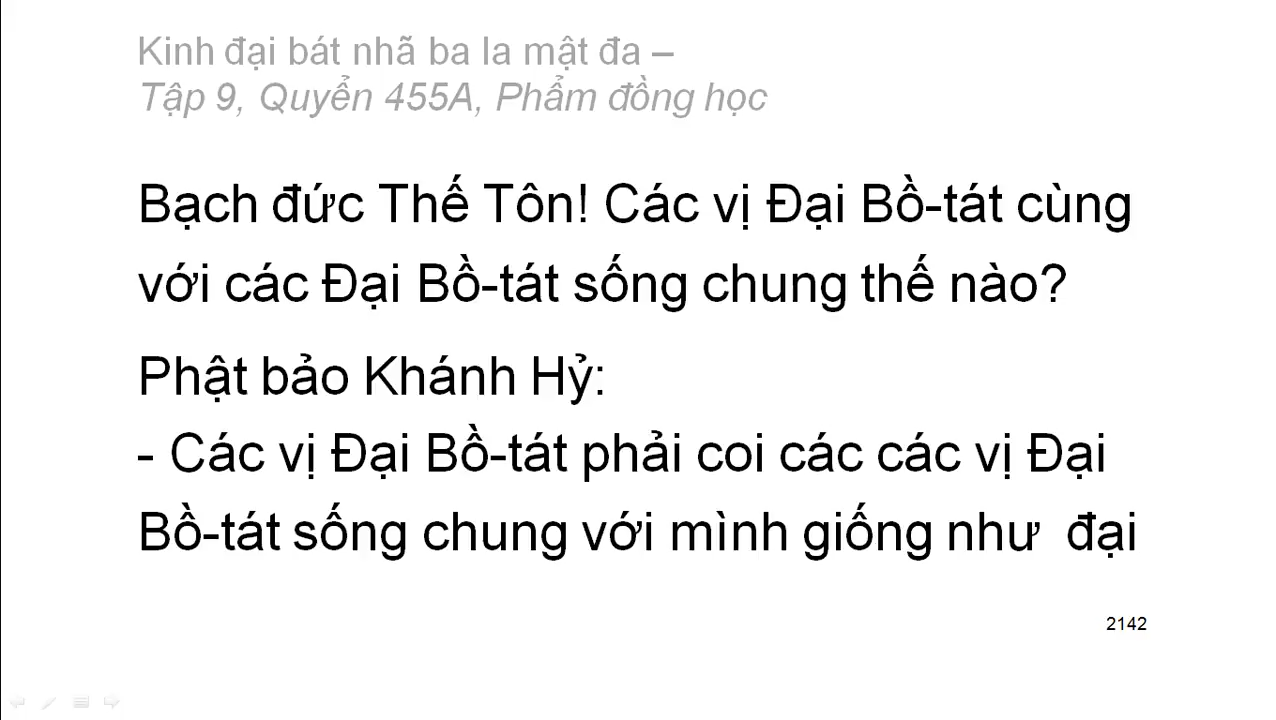 Kinh đại bát nhã ba la mật đa –
Tập 9, Quyển 455A, Phẩm đồng học
Bạch đức Thế Tôn! Các vị Đại Bồ-tát cùng
với các Đại Bồ-tát sống chung thế nào?
Phật bảo Khánh Hỷ:
- Các vị Đại Bồ-tát phải coi các các vị Đại
Bồ-tát sống chung với mình giống như  đại
2142